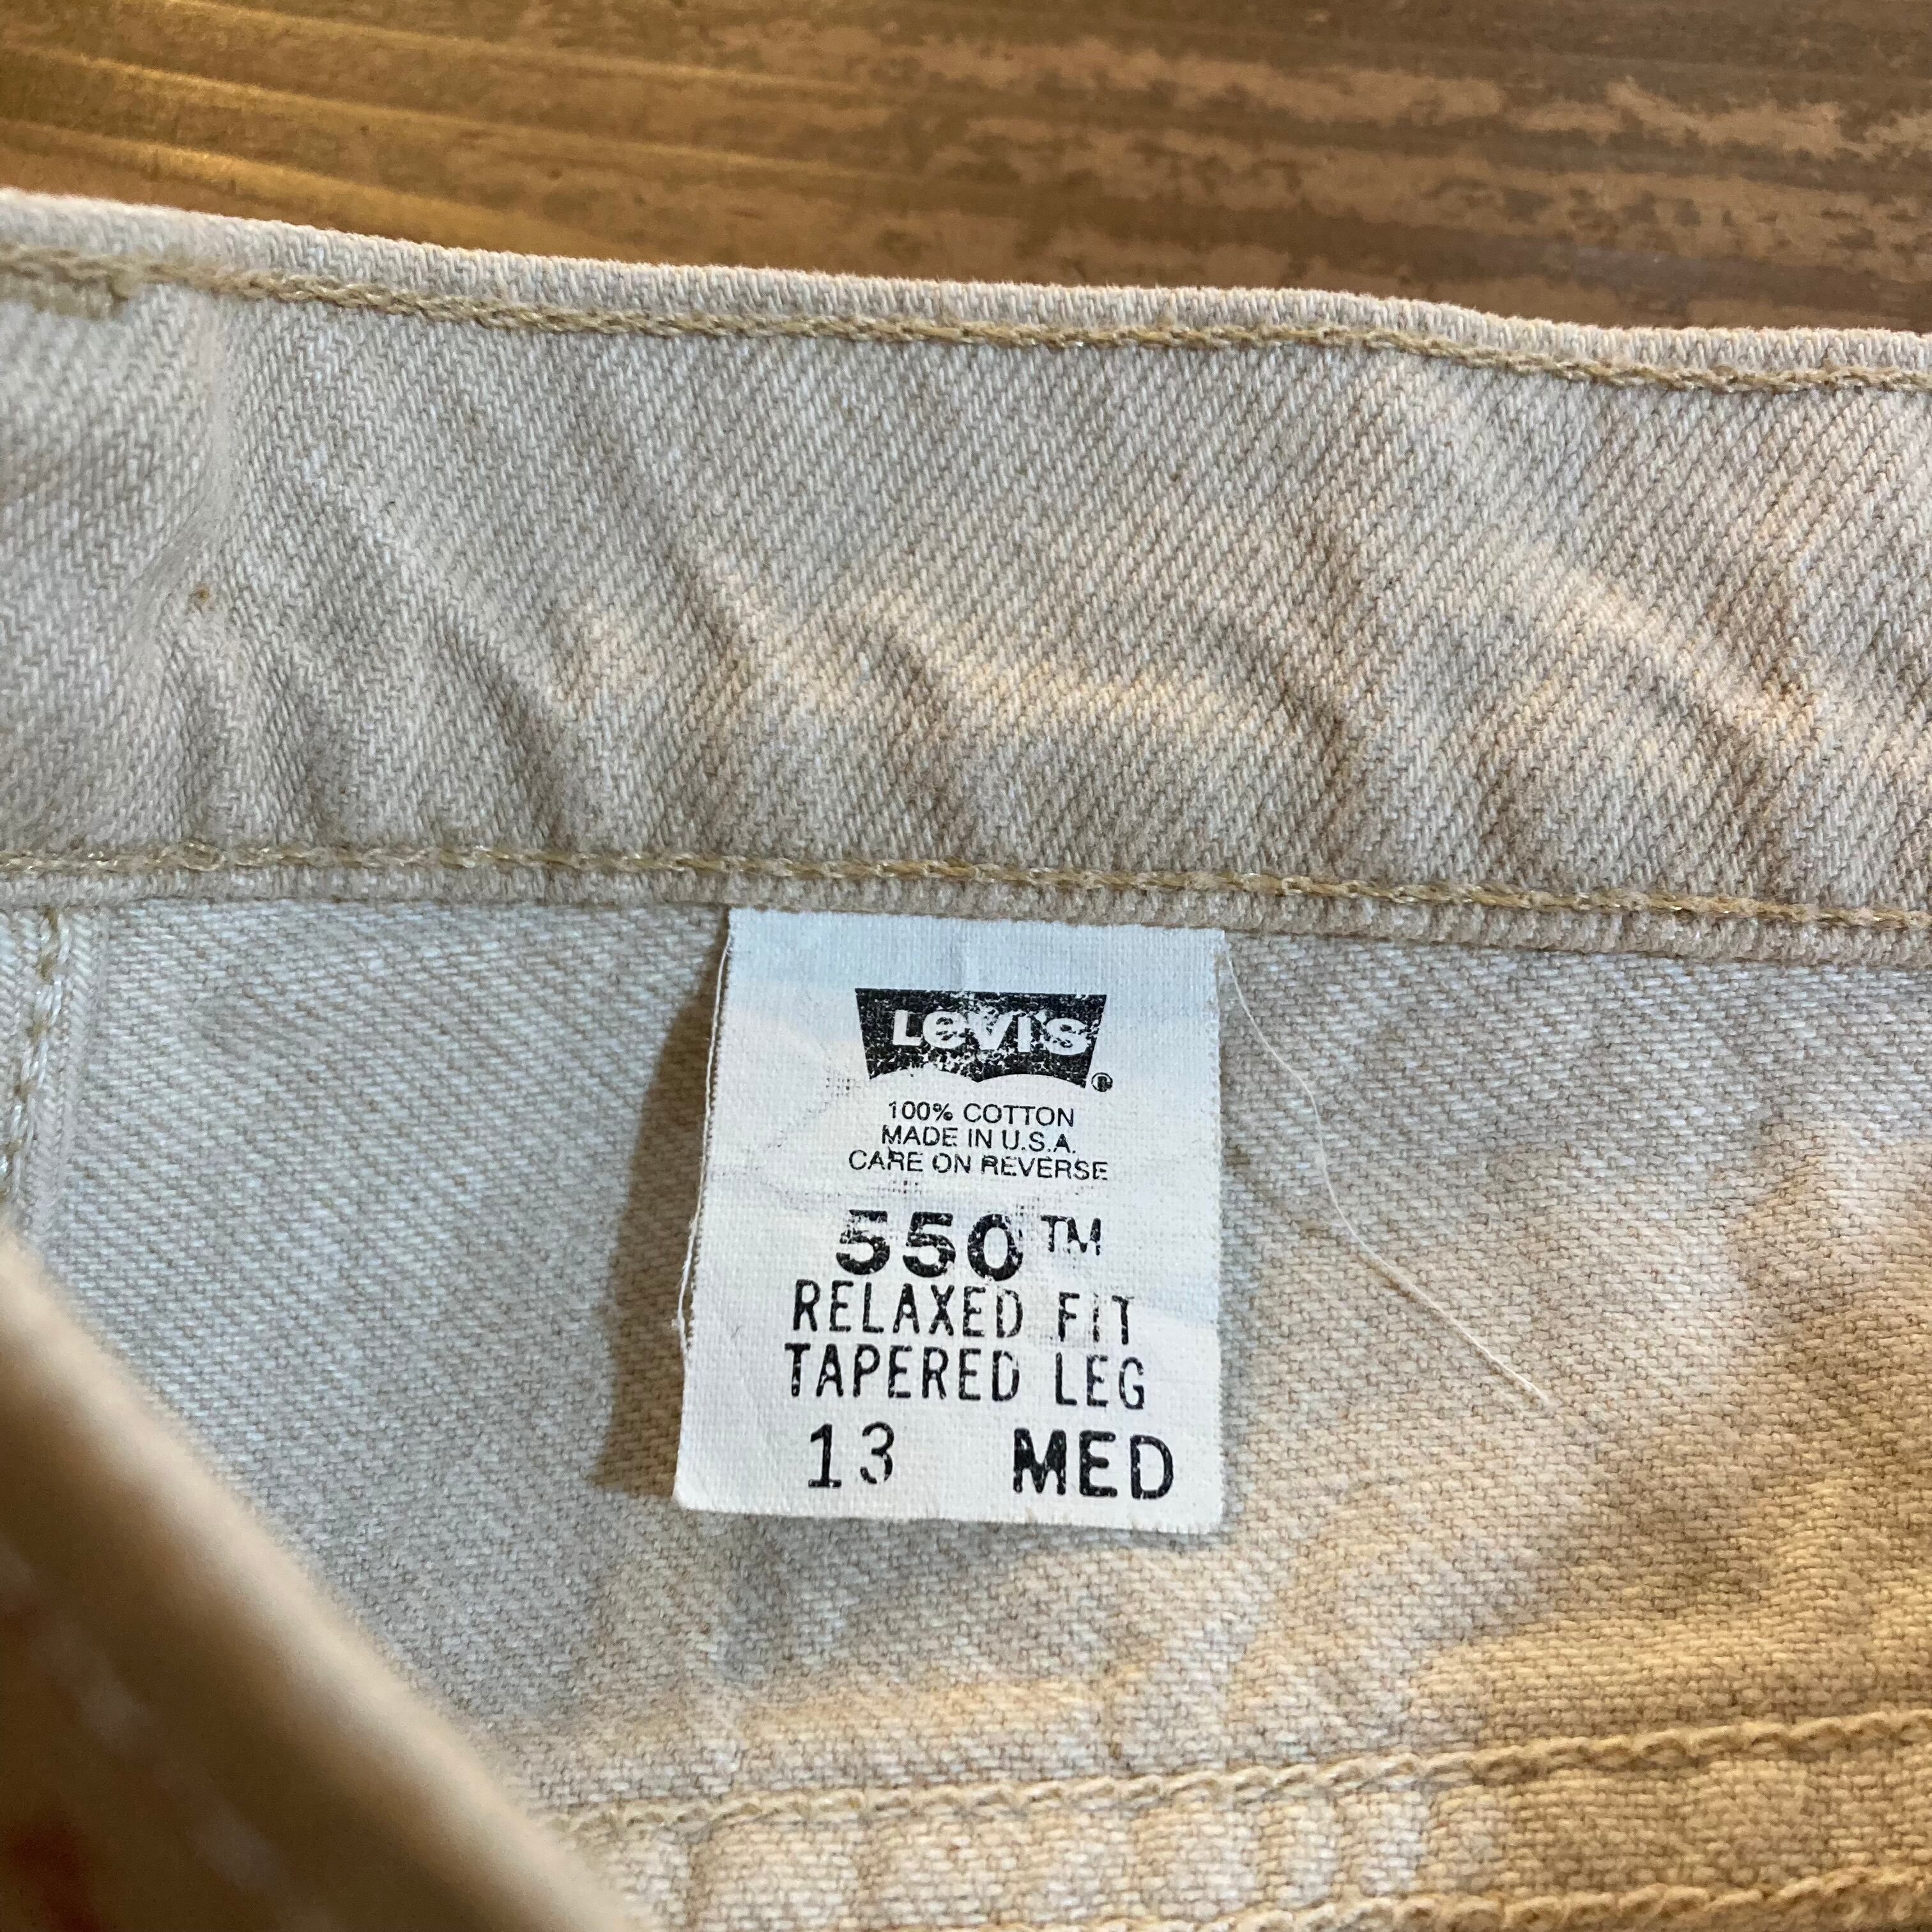 Levi's®
100% COTTON
MADE IN U.S.A.
CARE ON REVERSE
550™
RELAXED FIT
TAPERED LEG
13 MED